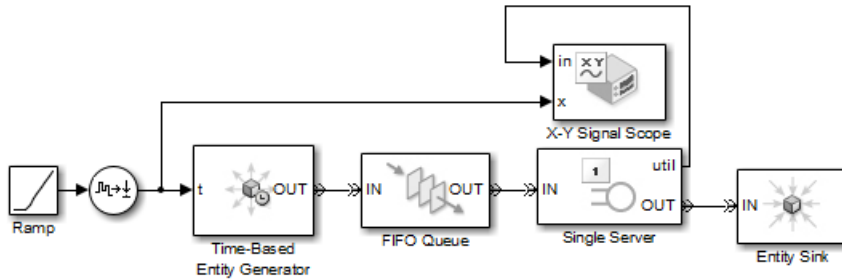 in
XY
x
X-Y Signal Scope
util
1
t
OUT
IN
OUT
IN
OUT
IN
Ramp
Time-Based
Entity Generator
FIFO Queue
Single Server
Entity Sink